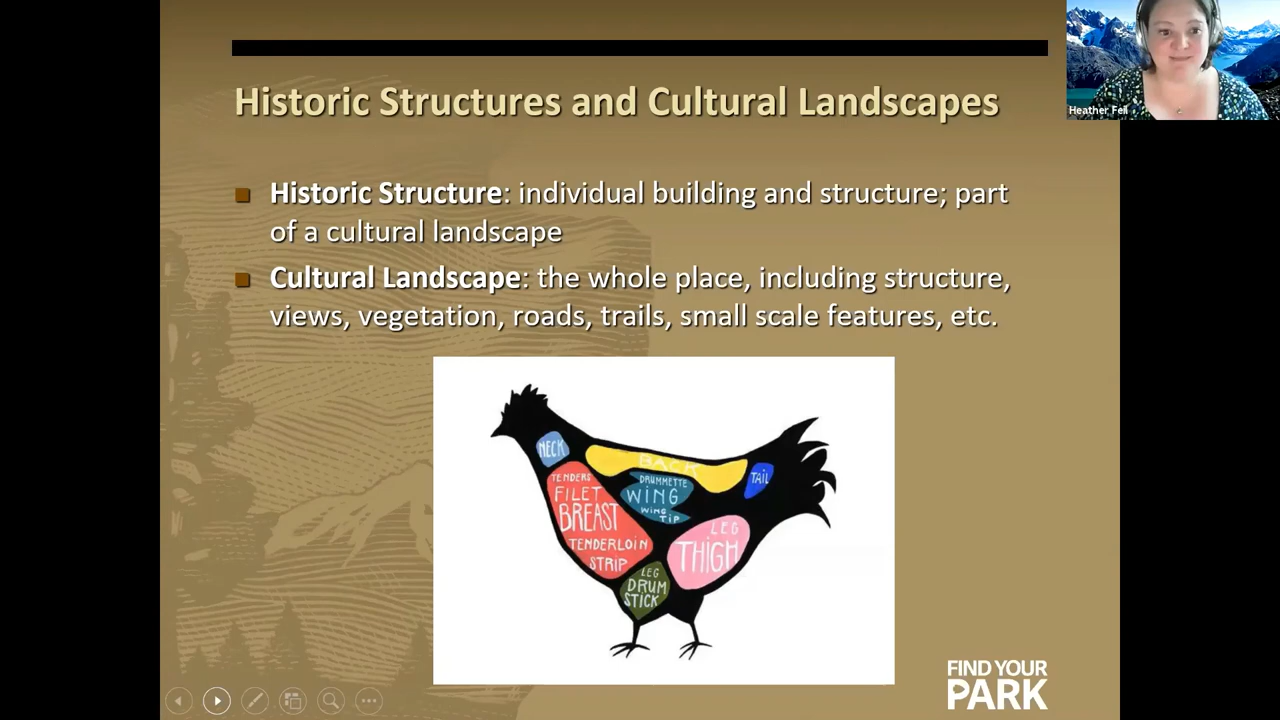 Historic Structures and Cultural Landscapes
Heather Feil
Historic Structure: individual building and structure; part
of a cultural landscape
Cultural Landscape: the whole place, including structure,
views, vegetation, roads, trails, small scale features, etc.
NECK
BACK
TAIL
TENDERS
FILET
BREAST
TENDERLOIN
STRIP
DRUMMETTE
WING
WING
TIP
LEG
THIGH
LEG
DRUM
STICK
FIND YOUR
PARK